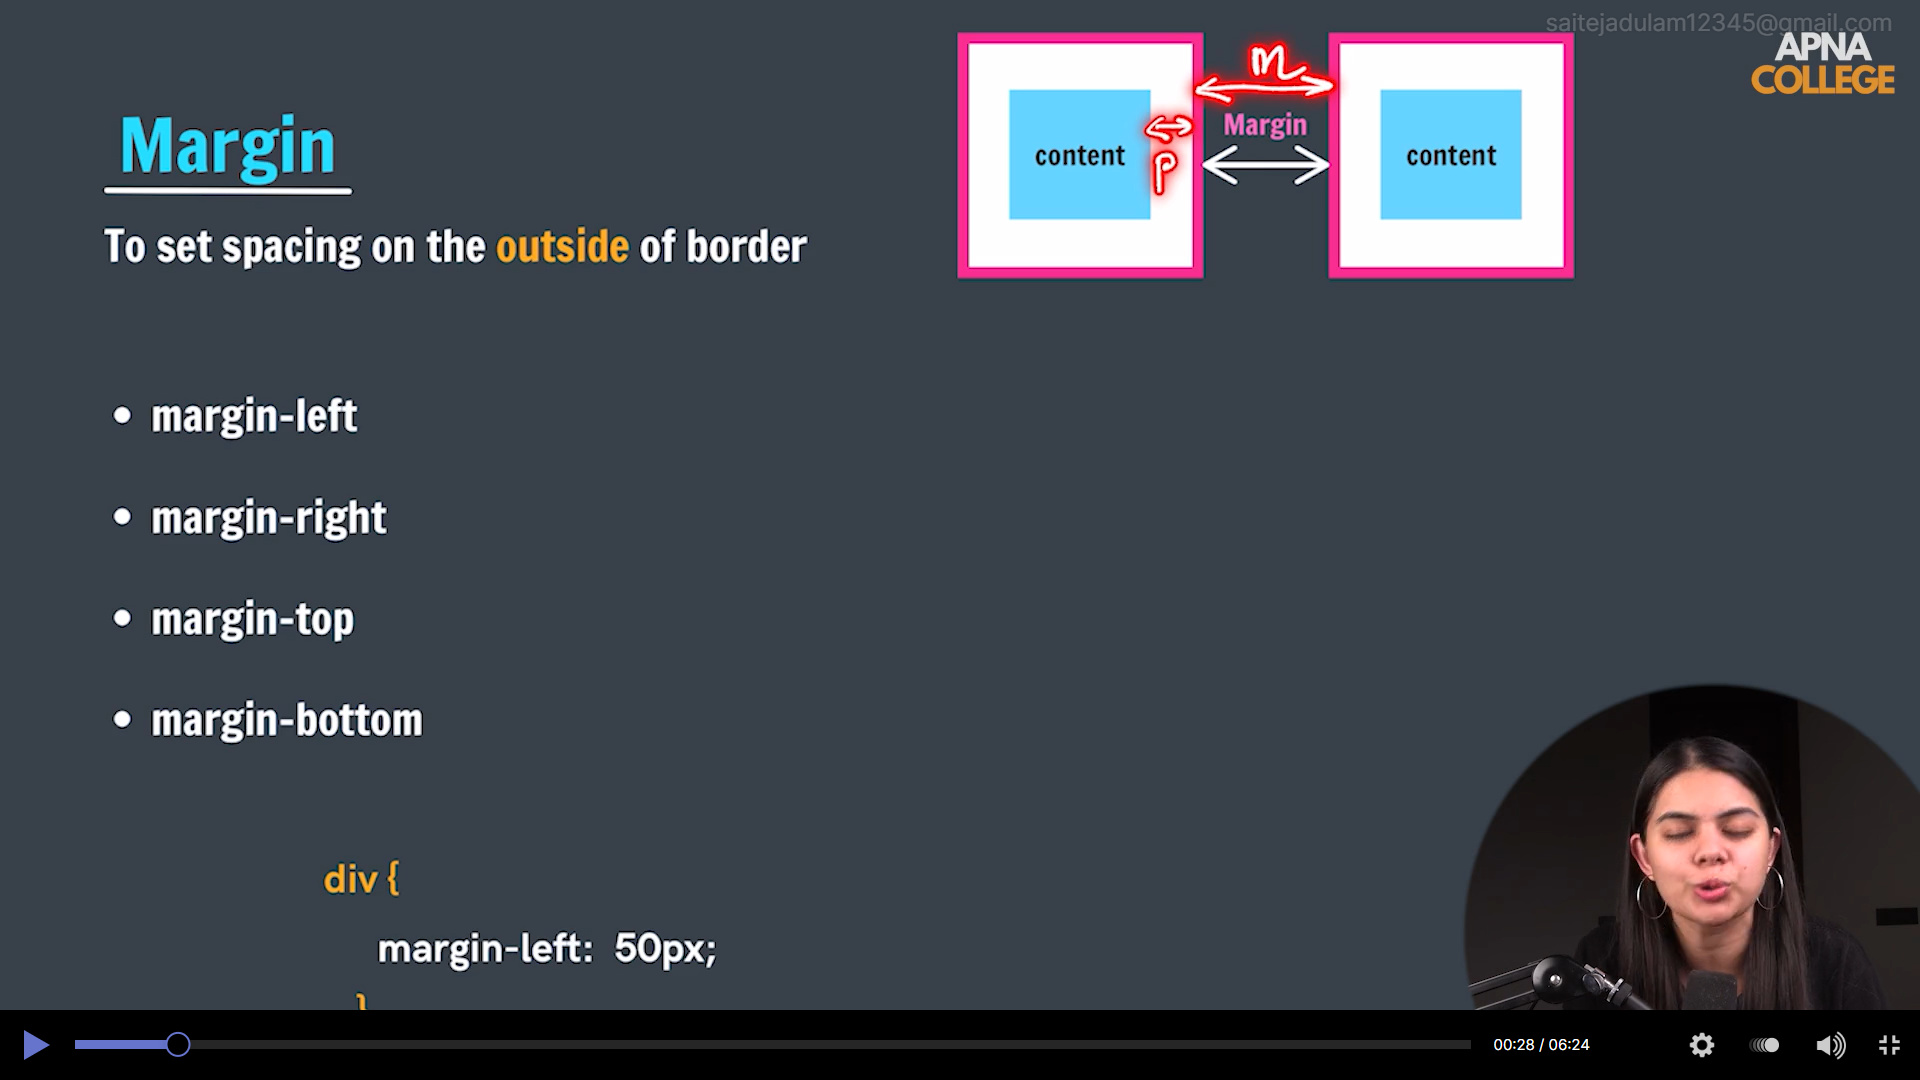 saitejadulam12345@gmail.com
APNA
COLLEGE
m
Margin
content
p
content
Margin
To set spacing on the outside of border
• margin-left
• margin-right
• margin-top
• margin-bottom
div {
margin-left: 50px;
}
00:28 / 06:24